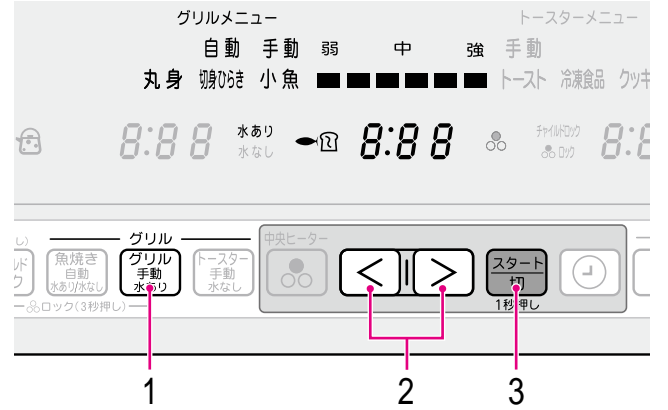 グリルメニュー トースターメニュー
自動 手動 弱 中 強 手動
丸身 切身ひらき 小魚 トースト 冷凍食品 クッキ
8:88 水あり 水なし 8:88 チャイルドロック ロック 8:8
し) グリル 中央ヒーター
魚焼き 自動 水あり/水なし
グリル 手動 水あり
トースター 手動 水なし
< >
スタート 切
ロック(3秒押し) 1秒押し
1 2 3